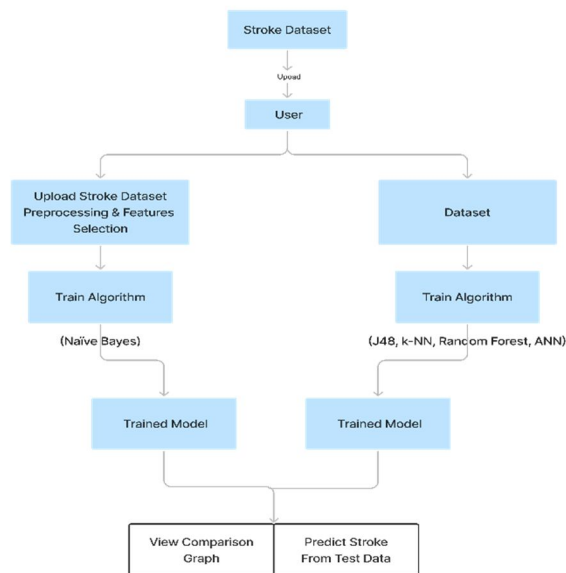 Stroke Dataset
Upoad
User
Upload Stroke Dataset
Preprocessing & Features
Selection
Dataset
Train Algorithm
Train Algorithm
(Naïve Bayes)
(J48, k-NN, Random Forest, ANN)
Trained Model
Trained Model
View Comparison
Graph
Predict Stroke
From Test Data